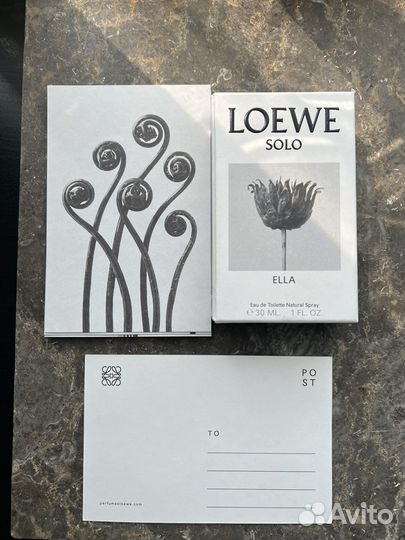 LOEWE
SOLO
ELLA
Eau de Toilette Natural Spray
℮ 30 ML. 1 FL. OZ.
PO
ST
TO
perfumesloewe.com
Avito